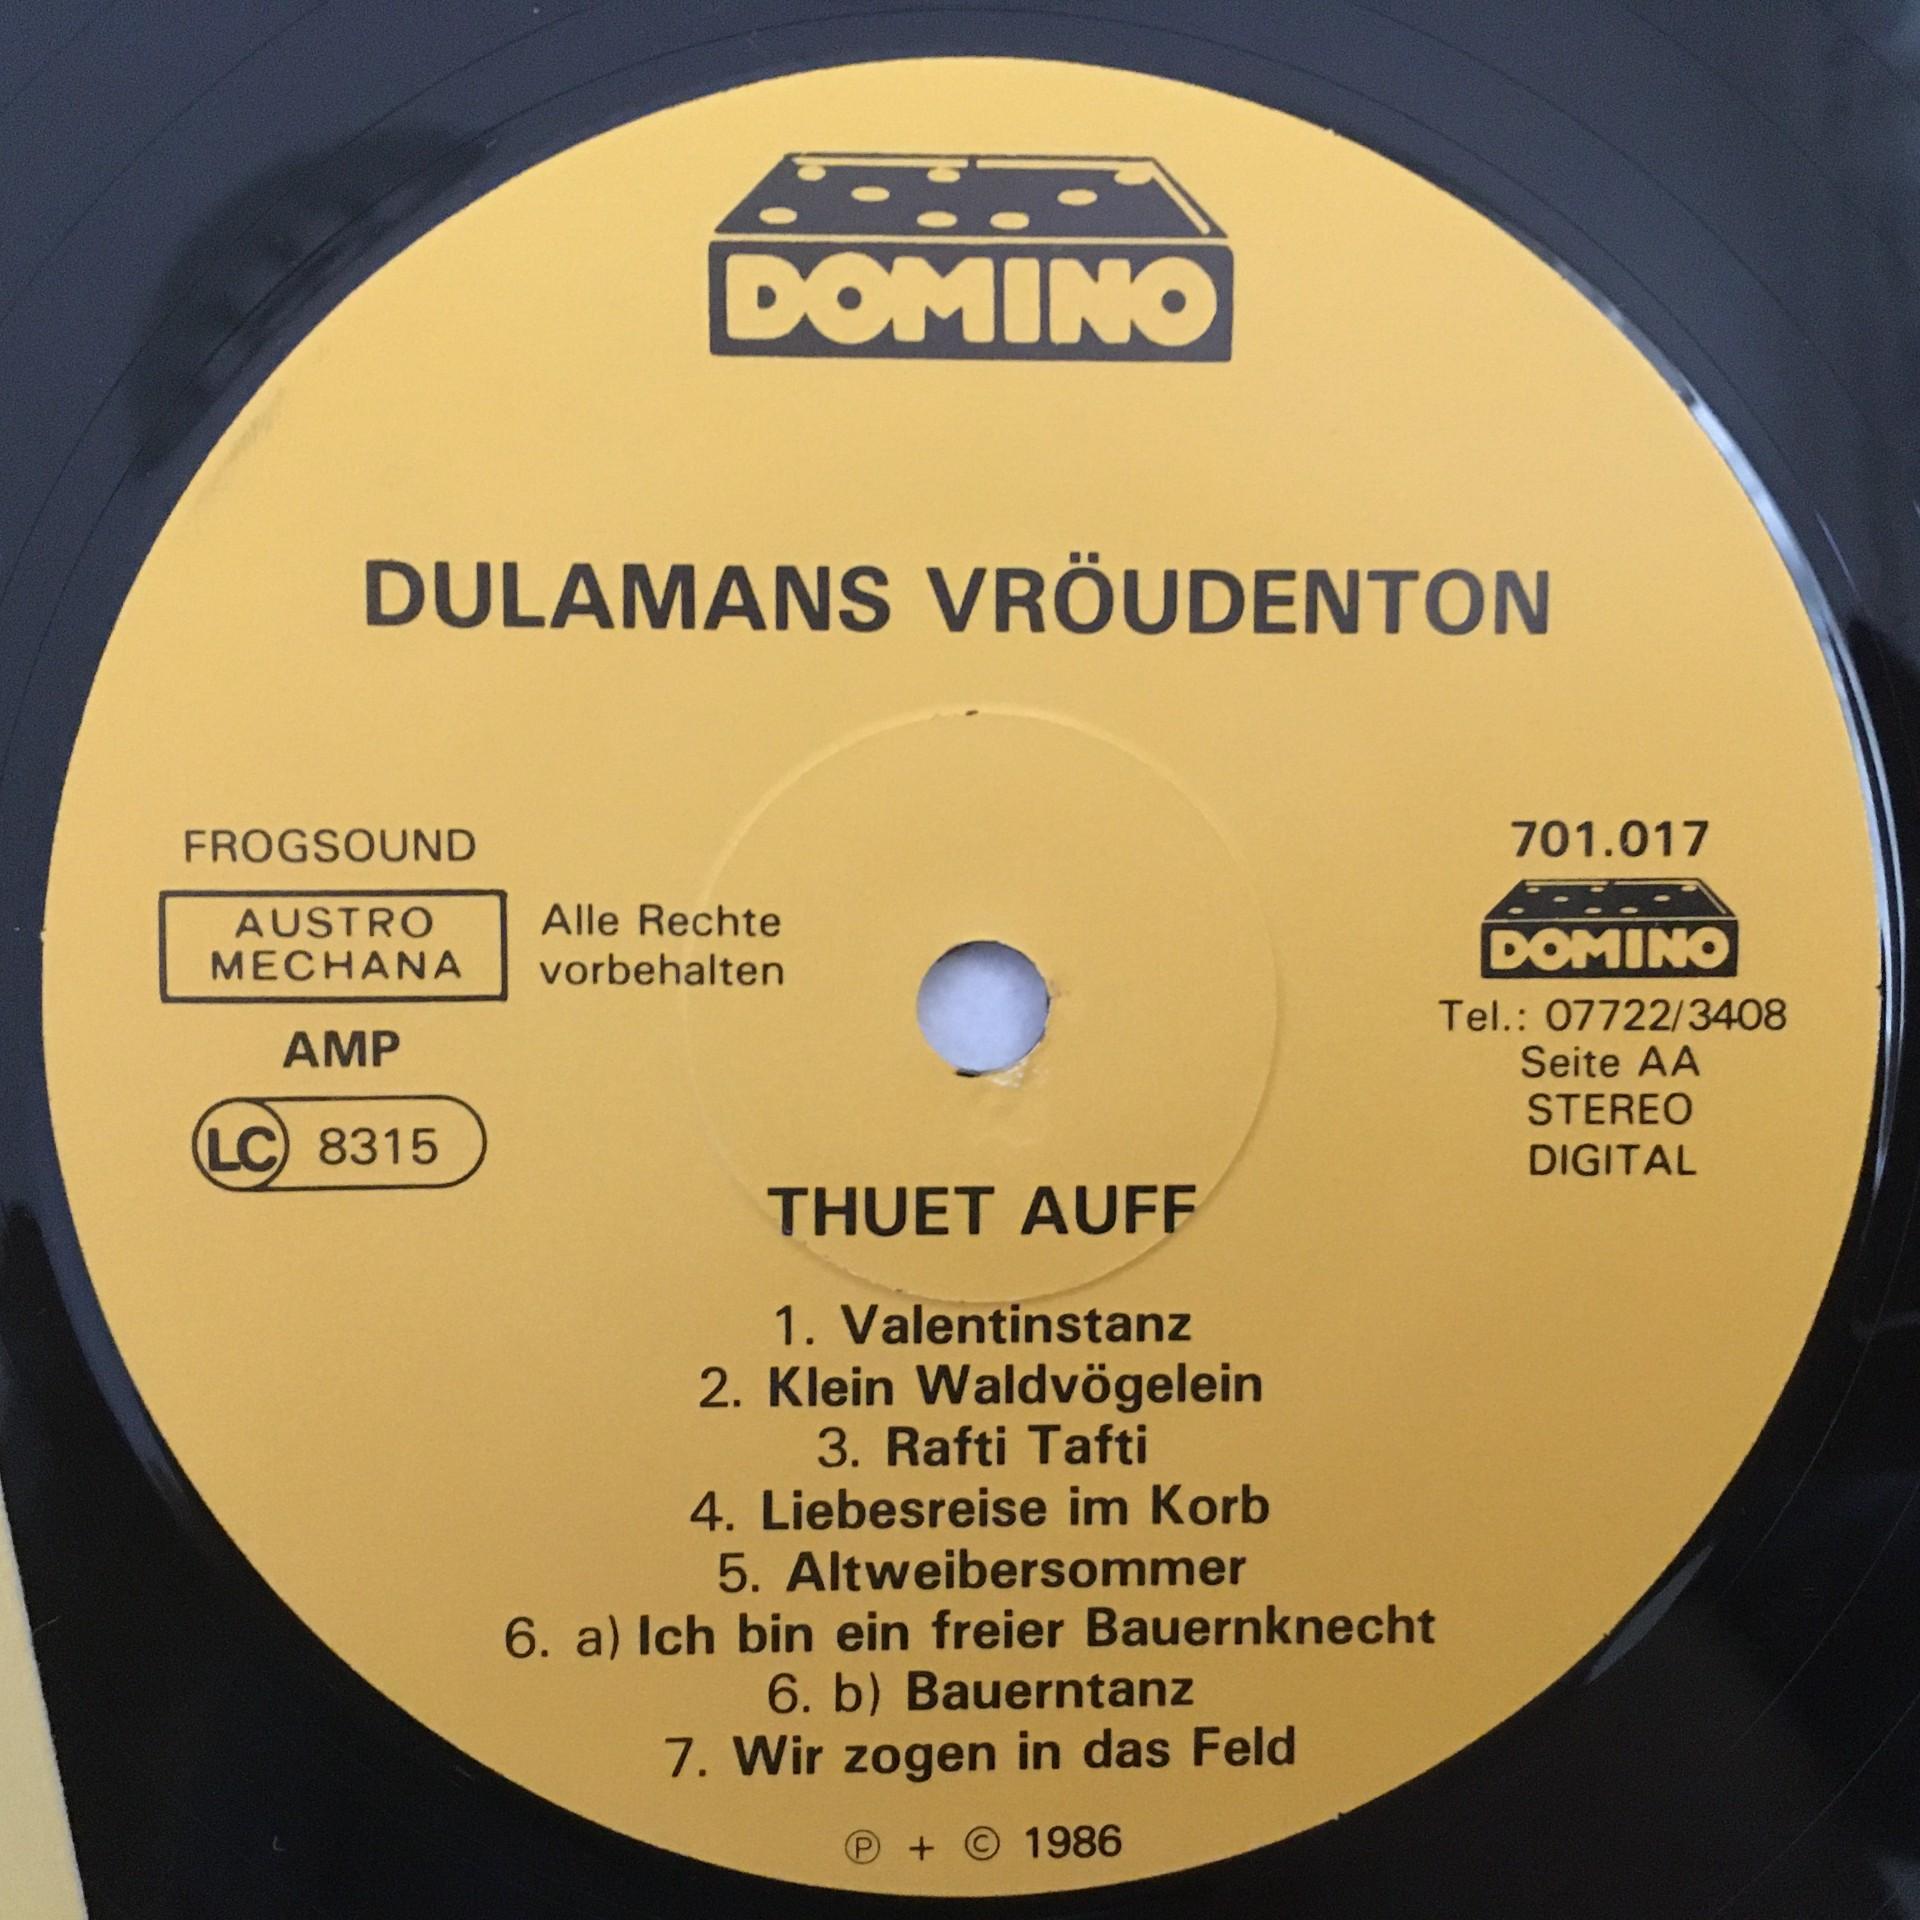 DOMINO
DULAMANS VRÖUDENTON
FROGSOUND
AUSTRO
MECHANA
Alle Rechte
vorbehalten
AMP
LC 8315
701.017
DOMINO
Tel.: 07722/3408
Seite AA
STEREO
DIGITAL
THUET AUFF
1. Valentinstanz
2. Klein Waldvögelein
3. Rafti Tafti
4. Liebesreise im Korb
5. Altweibersommer
6. a) Ich bin ein freier Bauernknecht
6. b) Bauerntanz
7. Wir zogen in das Feld
℗ + © 1986